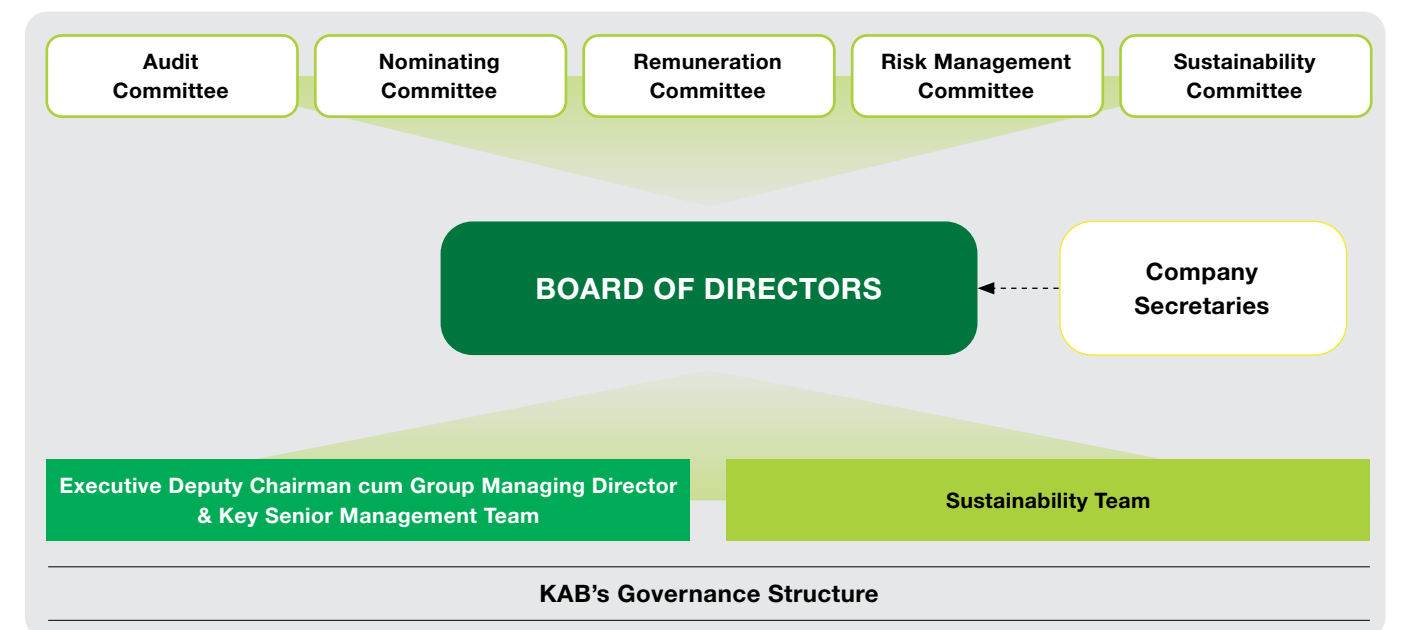 Audit
Committee
Nominating
Committee
Remuneration
Committee
Risk Management
Committee
Sustainability
Committee
BOARD OF DIRECTORS
Company
Secretaries
Executive Deputy Chairman cum Group Managing Director
& Key Senior Management Team
Sustainability Team
KAB’s Governance Structure